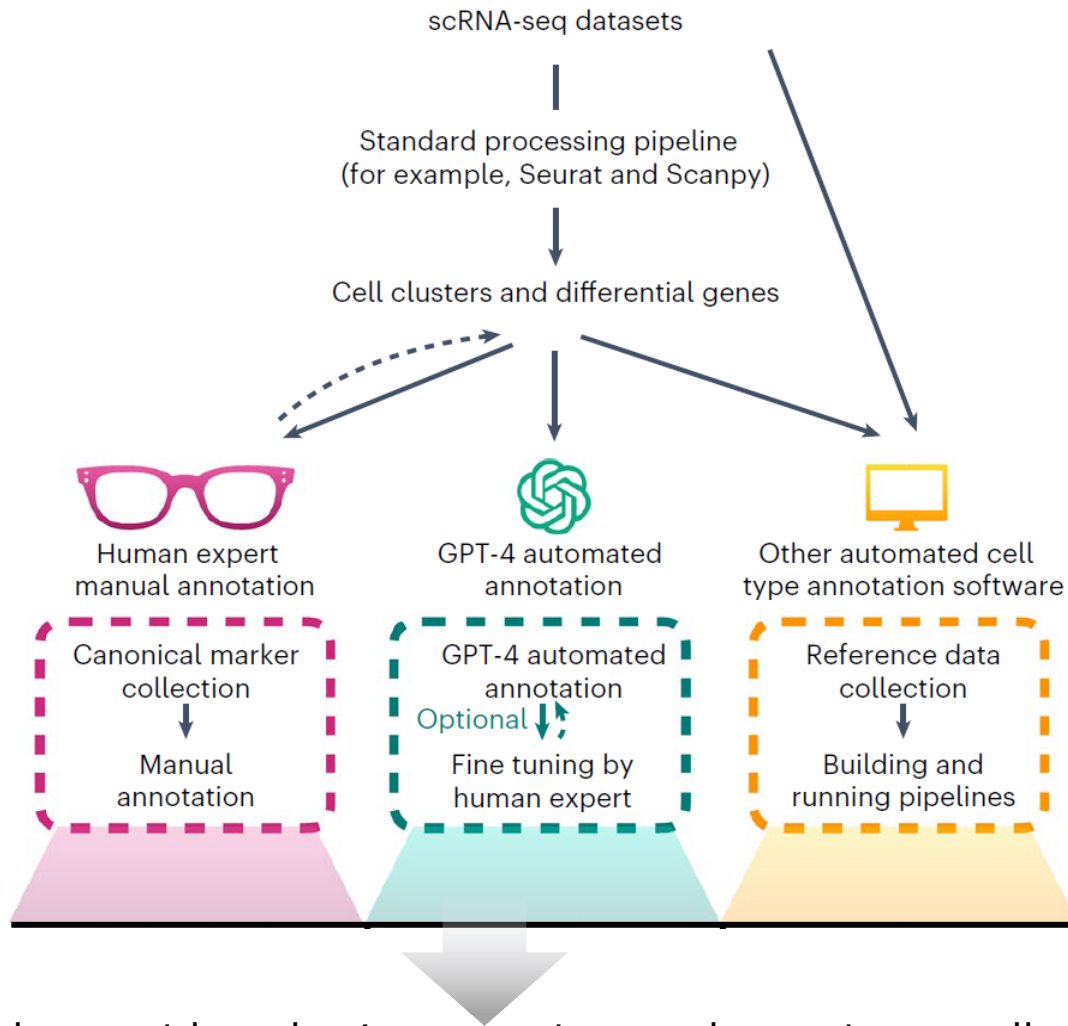 scRNA-seq datasets
Standard processing pipeline
(for example, Seurat and Scanpy)
Cell clusters and differential genes
Human expert
manual annotation
GPT-4 automated
annotation
Other automated cell
type annotation software
Canonical marker
collection
Manual
annotation
GPT-4 automated
annotation
Optional
Fine tuning by
human expert
Reference data
collection
Building and
running pipelines